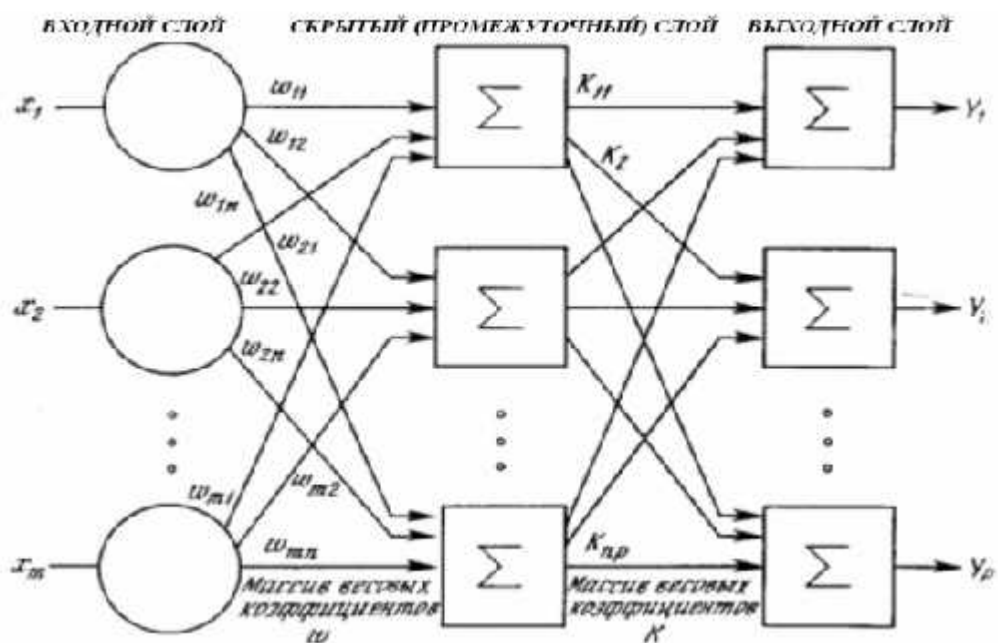 ВХОДНОЙ СЛОЙ СКРЫТЫЙ (ПРОМЕЖУТОЧНЫЙ) СЛОЙ ВЫХОДНОЙ СЛОЙ
x1 w11 Σ K11 Σ Y1
w12
K2
w1n
w21
x2 w22 Σ Σ Yi
w2n
wm1 wm2
xm wmn Σ Knp Σ Yp
Массив весовых коэффициентов w
Массив весовых коэффициентов K